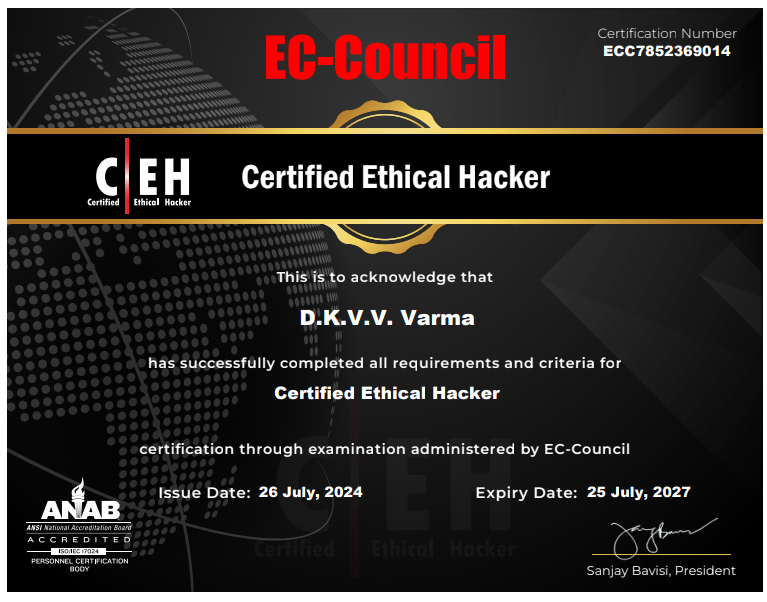 EC-Council
Certification Number
ECC7852369014
C EH
Certified Ethical Hacker
Certified Ethical Hacker
This is to acknowledge that
D.K.V.V. Varma
has successfully completed all requirements and criteria for
Certified Ethical Hacker
certification through examination administered by EC-Council
Issue Date: 26 July, 2024
Expiry Date: 25 July, 2027
C EH
Certified Ethical Hacker
ANAB
ANSI National Accreditation Board
ACCREDITED
ISO/IEC 17024
PERSONNEL CERTIFICATION
BODY
Sanjay Bavisi, President